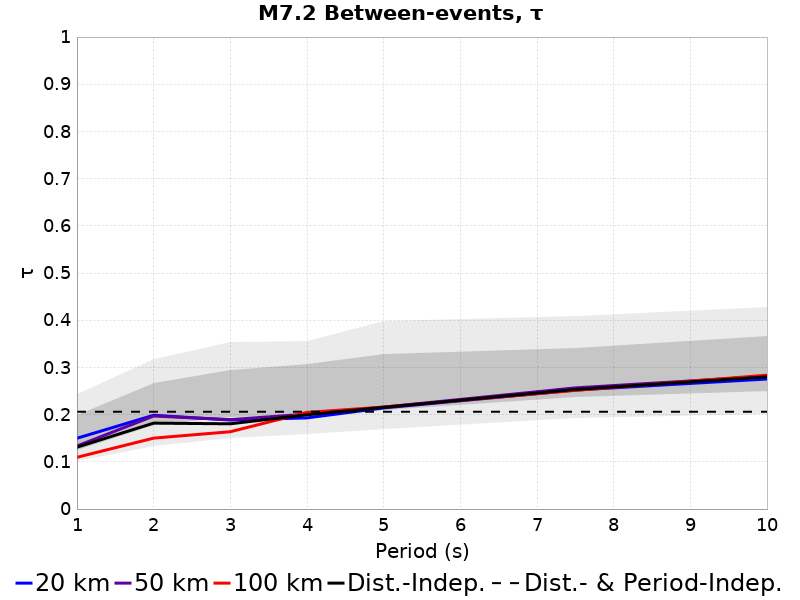 M7.2 Between-events, τ
1
0.9
0.8
0.7
0.6
0.5
0.4
0.3
0.2
0.1
0
τ
1 2 3 4 5 6 7 8 9 10
Period (s)
20 km 50 km 100 km Dist.-Indep. Dist.- & Period-Indep.